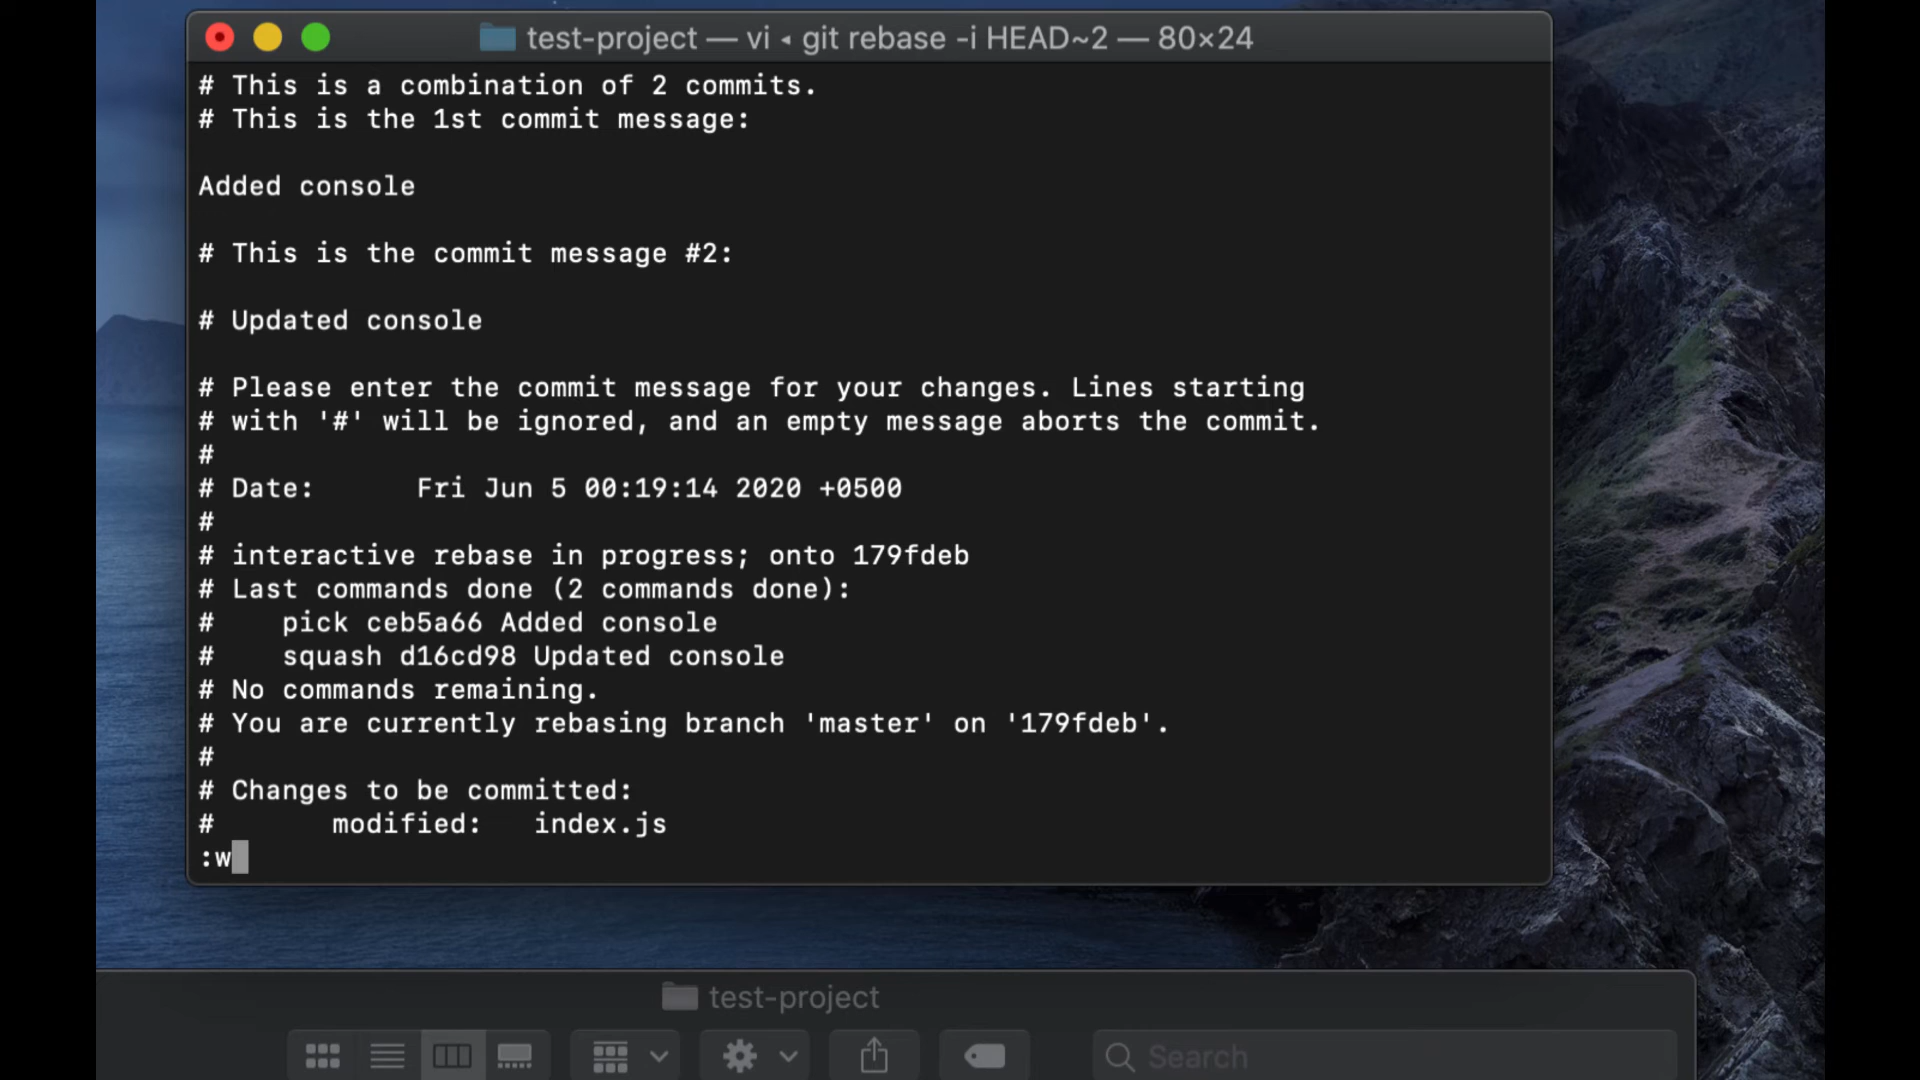 test-project — vi ◂ git rebase -i HEAD~2 — 80×24
# This is a combination of 2 commits.
# This is the 1st commit message:
Added console
# This is the commit message #2:
# Updated console
# Please enter the commit message for your changes. Lines starting
# with '#' will be ignored, and an empty message aborts the commit.
#
# Date:      Fri Jun 5 00:19:14 2020 +0500
#
# interactive rebase in progress; onto 179fdeb
# Last commands done (2 commands done):
#    pick ceb5a66 Added console
#    squash d16cd98 Updated console
# No commands remaining.
# You are currently rebasing branch 'master' on '179fdeb'.
#
# Changes to be committed:
#       modified:   index.js
:w
test-project
Search